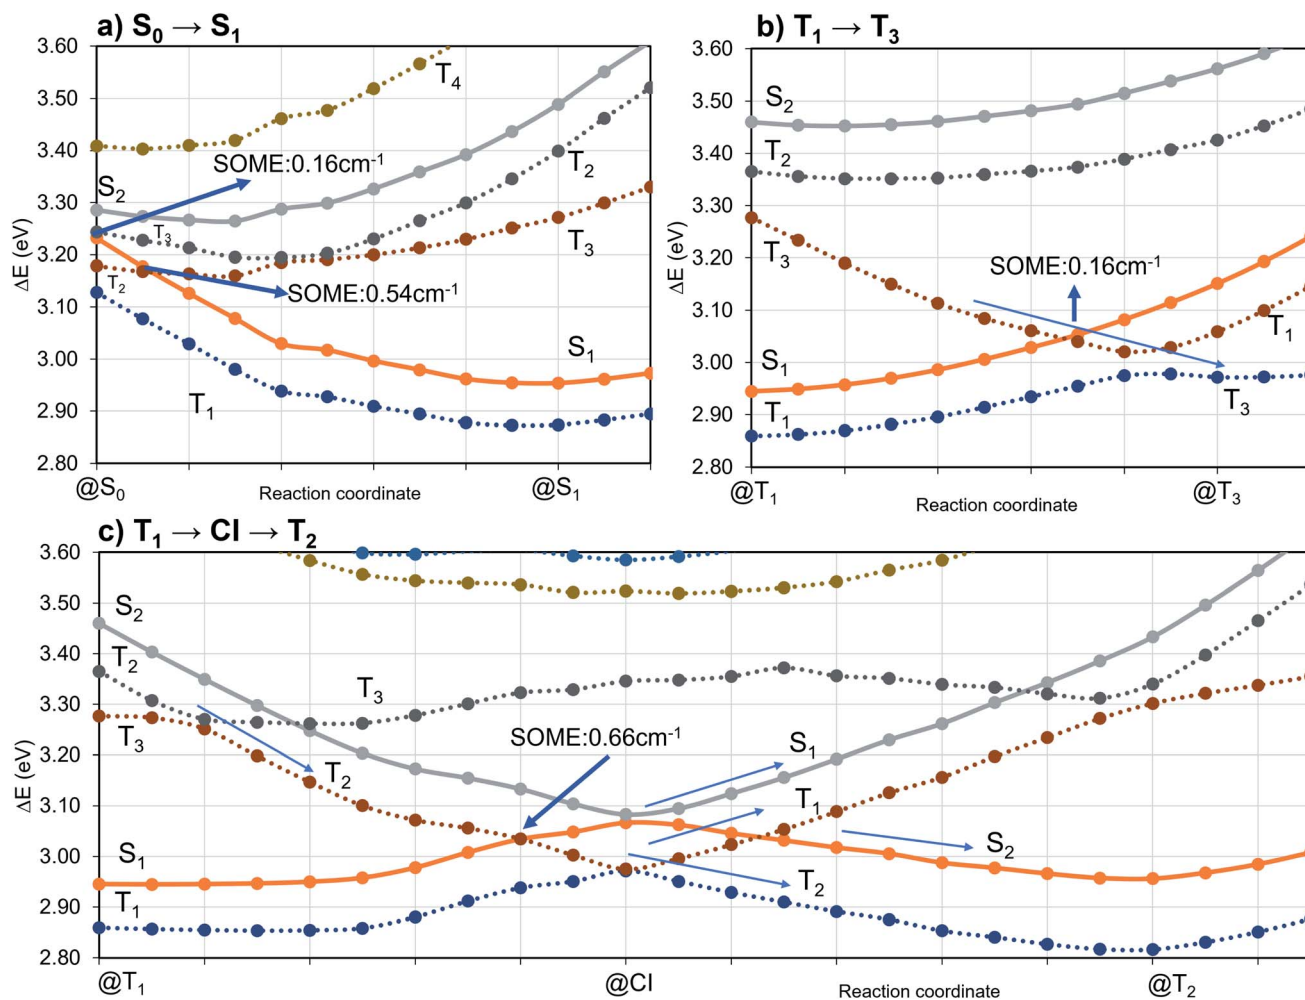 a) S₀ → S₁
3.60
3.50
3.40
3.30
3.20
3.10
3.00
2.90
2.80
ΔE (eV)
T₄
SOME:0.16cm⁻¹
S₂
T₂
T₃
T₃
T₂
SOME:0.54cm⁻¹
S₁
T₁
@S₀
Reaction coordinate
@S₁
b) T₁ → T₃
3.60
3.50
3.40
3.30
3.20
3.10
3.00
2.90
2.80
ΔE (eV)
S₂
T₂
T₃
SOME:0.16cm⁻¹
S₁
T₁
T₁
T₃
@T₁
Reaction coordinate
@T₃
c) T₁ → CI → T₂
3.60
3.50
3.40
3.30
3.20
3.10
3.00
2.90
2.80
ΔE (eV)
S₂
T₂
T₃
T₃
T₂
SOME:0.66cm⁻¹
S₁
T₁
S₁
S₂
T₁
T₂
@T₁
@CI
Reaction coordinate
@T₂